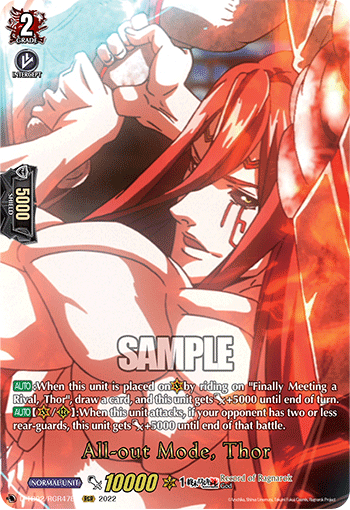 2
GRADE
INTERCEPT
5000
SHIELD
SAMPLE
AUTO:When this unit is placed on by riding on "Finally Meeting a
Rival, Thor", draw a card, and this unit gets +5000 until end of turn.
AUTO【/】:When this unit attacks, if your opponent has two or less
rear-guards, this unit gets +5000 until end of that battle.
All-out Mode, Thor
NORMAL UNIT
10000
1
Record of Ragnarok
God
RGR 2022